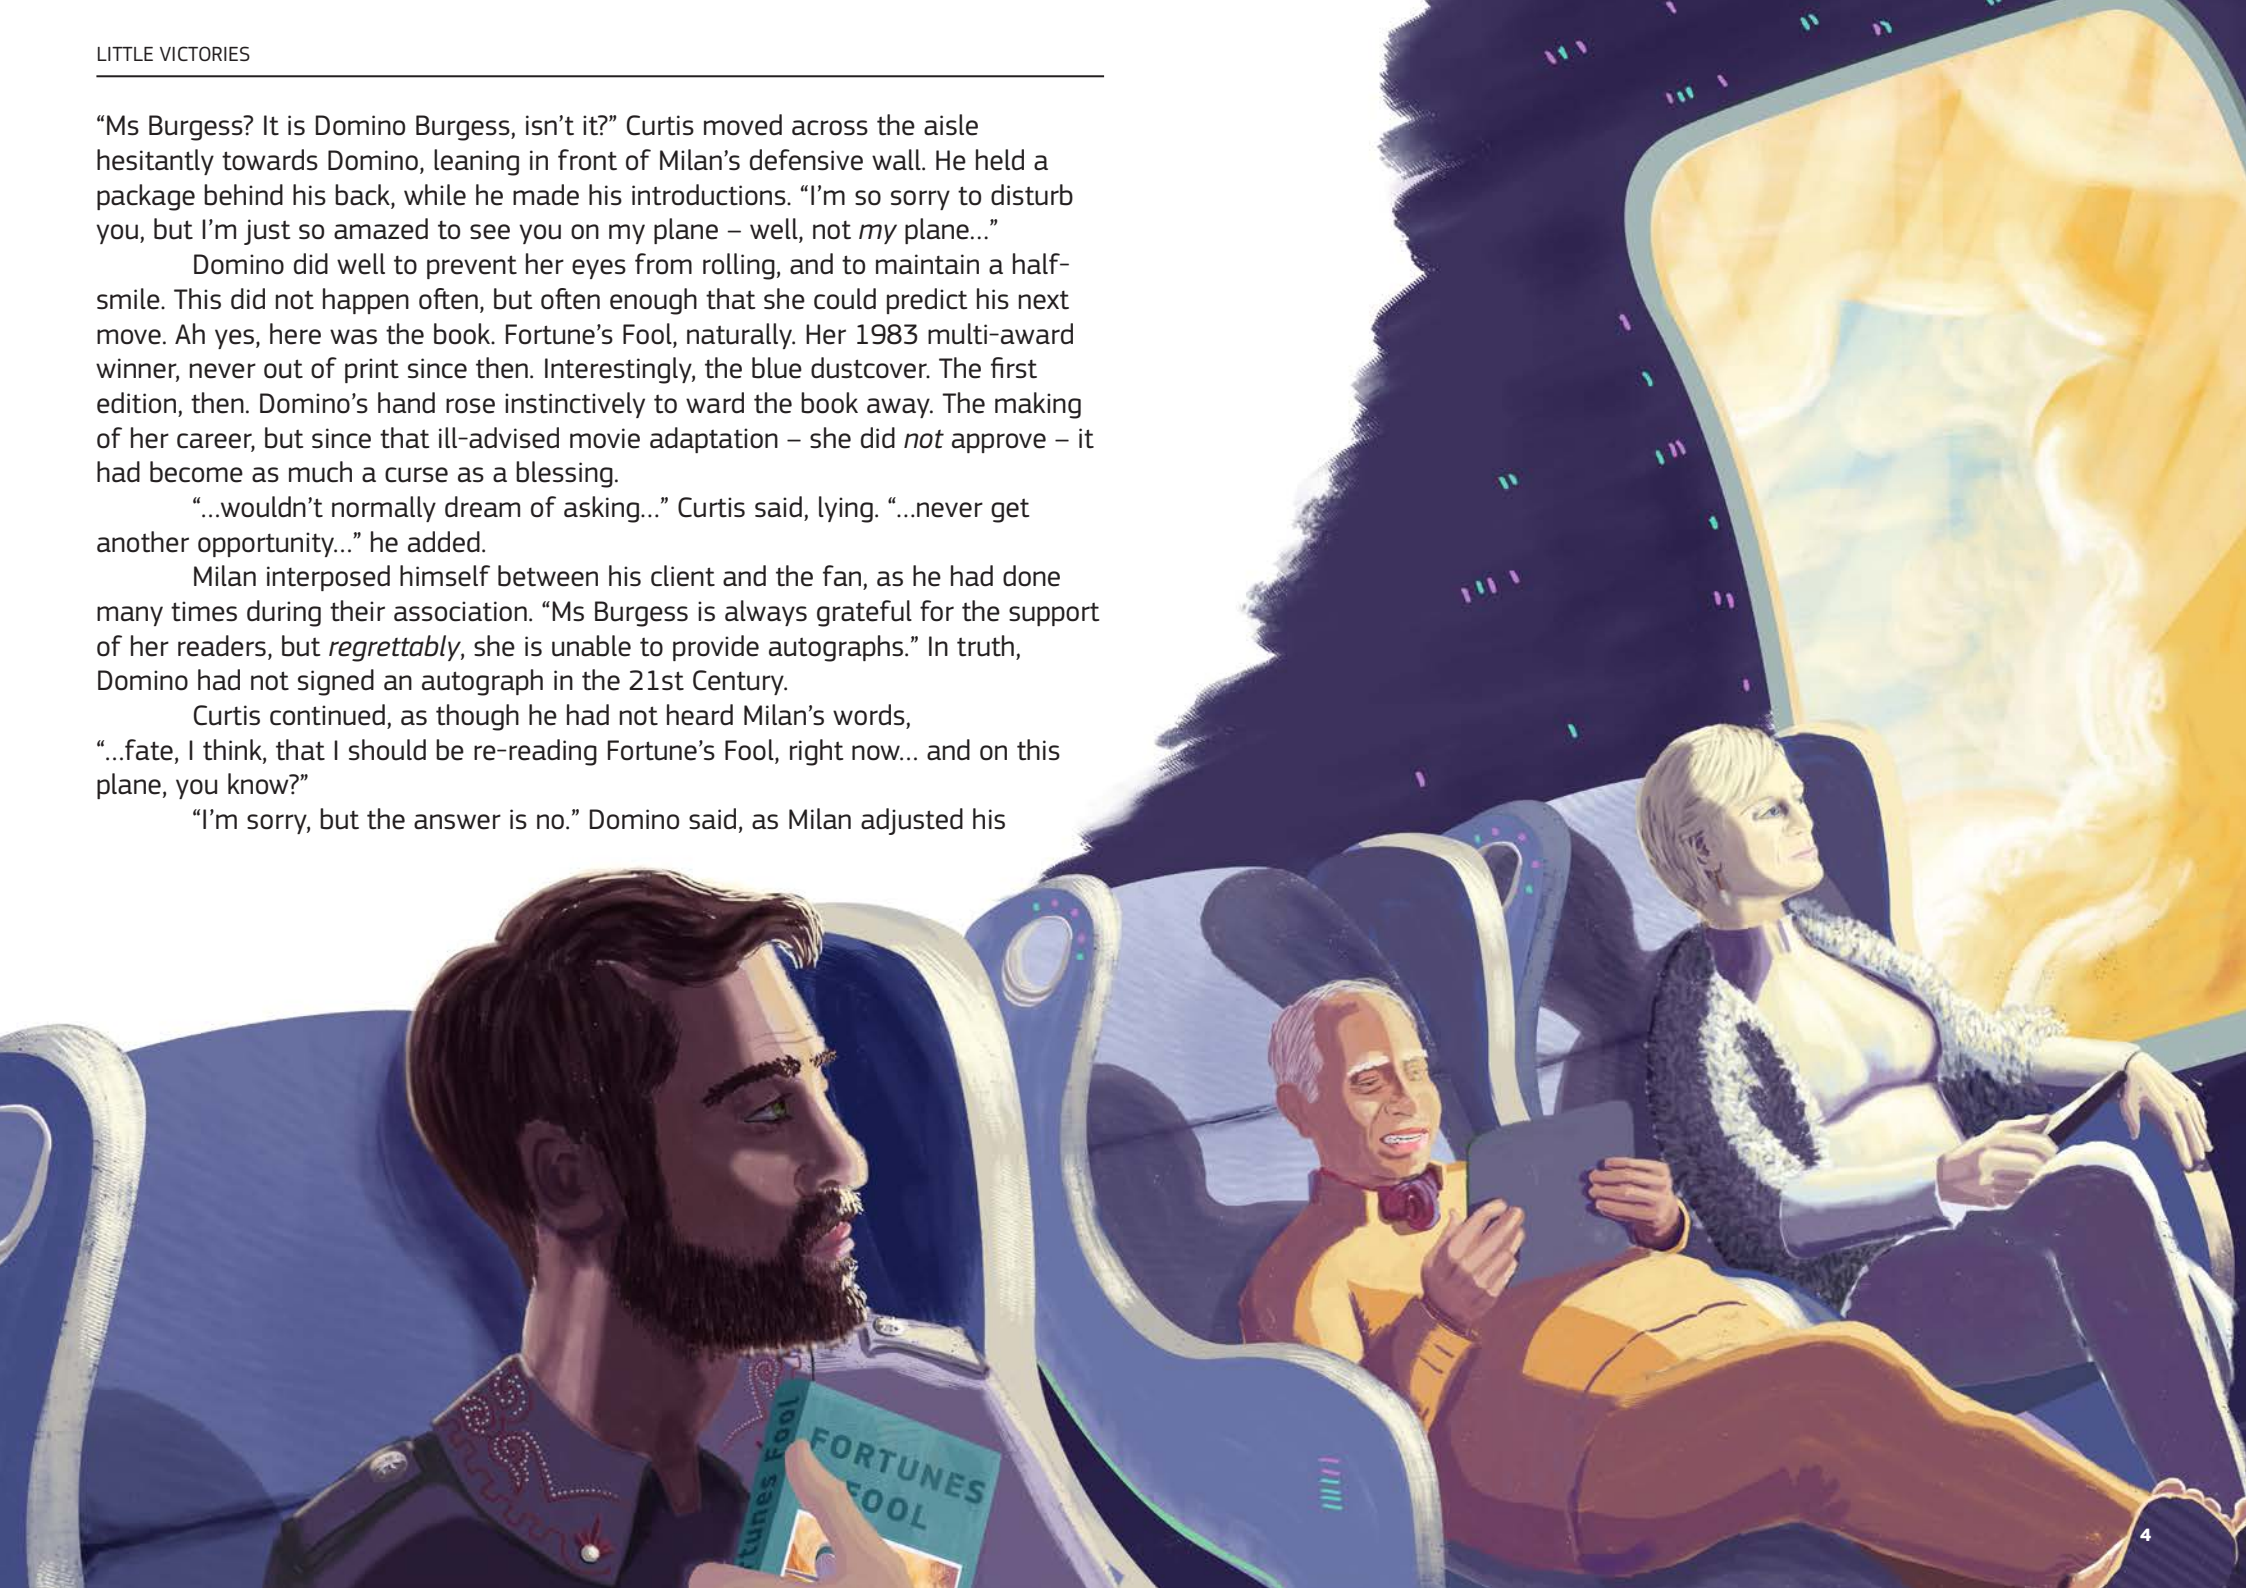 LITTLE VICTORIES
“Ms Burgess? It is Domino Burgess, isn’t it?” Curtis moved across the aisle
hesitantly towards Domino, leaning in front of Milan’s defensive wall. He held a
package behind his back, while he made his introductions. “I’m so sorry to disturb
you, but I’m just so amazed to see you on my plane – well, not my plane...”
Domino did well to prevent her eyes from rolling, and to maintain a half-
smile. This did not happen often, but often enough that she could predict his next
move. Ah yes, here was the book. Fortune’s Fool, naturally. Her 1983 multi-award
winner, never out of print since then. Interestingly, the blue dustcover. The first
edition, then. Domino’s hand rose instinctively to ward the book away. The making
of her career, but since that ill-advised movie adaptation – she did not approve – it
had become as much a curse as a blessing.
“...wouldn’t normally dream of asking...” Curtis said, lying. “...never get
another opportunity...” he added.
Milan interposed himself between his client and the fan, as he had done
many times during their association. “Ms Burgess is always grateful for the support
of her readers, but regrettably, she is unable to provide autographs.” In truth,
Domino had not signed an autograph in the 21st Century.
Curtis continued, as though he had not heard Milan’s words,
“...fate, I think, that I should be re-reading Fortune’s Fool, right now... and on this
plane, you know?”
“I’m sorry, but the answer is no.” Domino said, as Milan adjusted his
tunes Fool
FORTUNES
FOOL
4